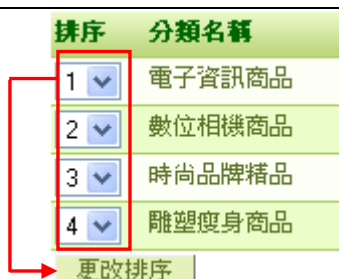 排序 分類名稱
1 電子資訊商品
2 數位相機商品
3 時尚品牌精品
4 雕塑瘦身商品
更改排序